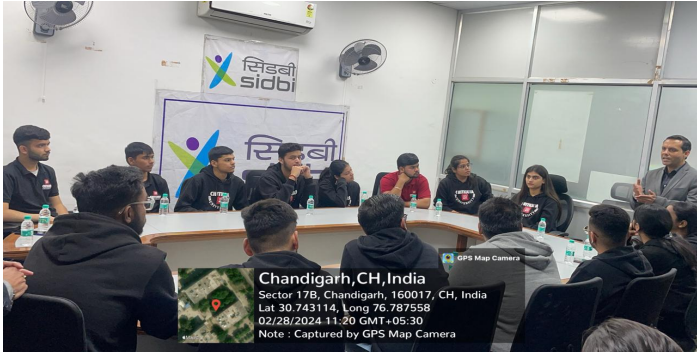 सिडबी
sidbi
सिडबी
CHITKARA
GPS Map Camera
Chandigarh,CH,India
Sector 17B, Chandigarh, 160017, CH, India
Lat 30.743114, Long 76.787558
02/28/2024 11:20 GMT+05:30
Note : Captured by GPS Map Camera